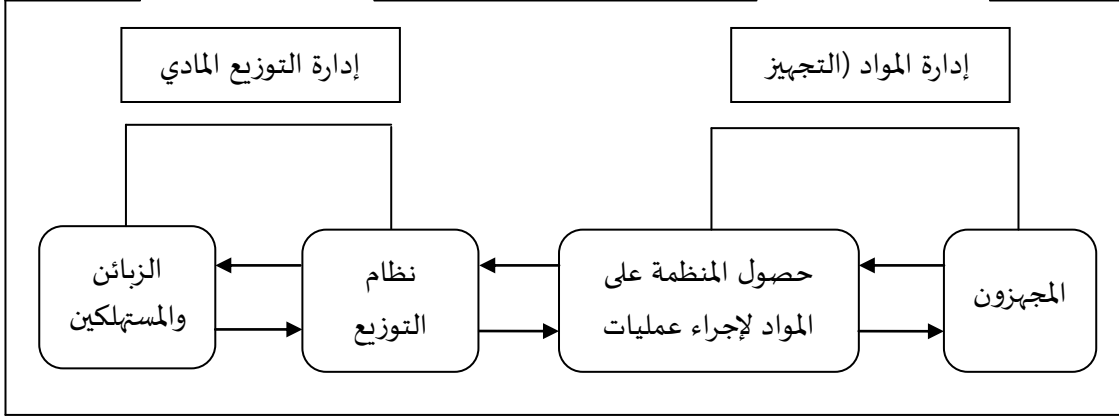 إدارة المواد (التجهيز
إدارة التوزيع المادي
المجهزون
حصول المنظمة على
المواد لإجراء عمليات
نظام
التوزيع
الزبائن
والمستهلكين